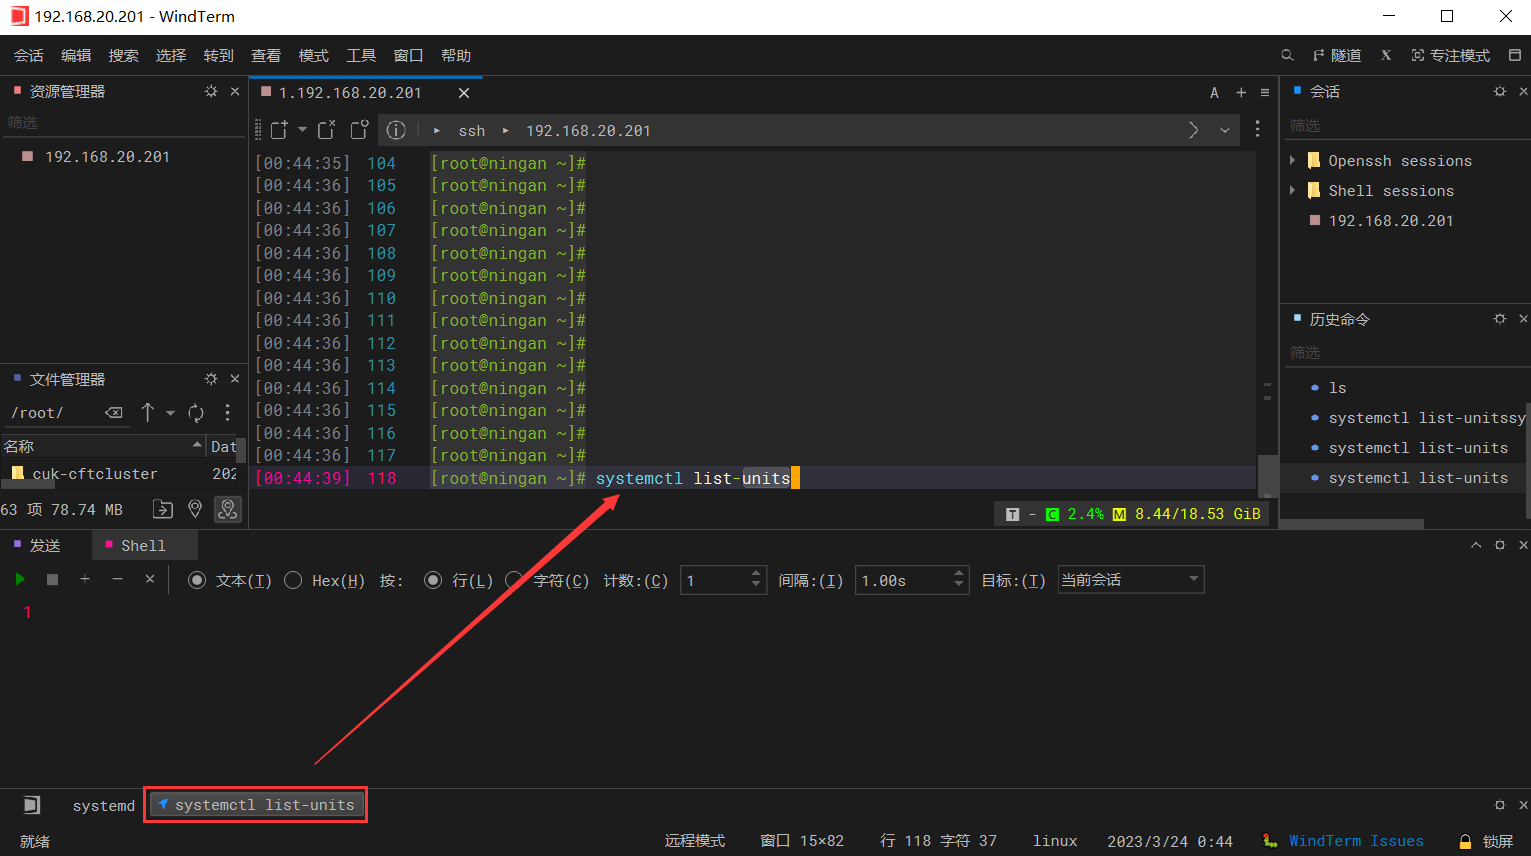 192.168.20.201 - WindTerm
会话 编辑 搜索 选择 转到 查看 模式 工具 窗口 帮助 隧道 X 专注模式
资源管理器
筛选
192.168.20.201
文件管理器
/root/
名称 Dat
cuk-cftcluster 202
63 项 78.74 MB
1.192.168.20.201 A
ssh 192.168.20.201
[00:44:35] 104 [root@ningan ~]#
[00:44:36] 105 [root@ningan ~]#
[00:44:36] 106 [root@ningan ~]#
[00:44:36] 107 [root@ningan ~]#
[00:44:36] 108 [root@ningan ~]#
[00:44:36] 109 [root@ningan ~]#
[00:44:36] 110 [root@ningan ~]#
[00:44:36] 111 [root@ningan ~]#
[00:44:36] 112 [root@ningan ~]#
[00:44:36] 113 [root@ningan ~]#
[00:44:36] 114 [root@ningan ~]#
[00:44:36] 115 [root@ningan ~]#
[00:44:36] 116 [root@ningan ~]#
[00:44:36] 117 [root@ningan ~]#
[00:44:39] 118 [root@ningan ~]# systemctl list-units
T - C 2.4% M 8.44/18.53 GiB
会话
筛选
Openssh sessions
Shell sessions
192.168.20.201
历史命令
筛选
ls
systemctl list-unitssy
systemctl list-units
systemctl list-units
发送 Shell
文本(T) Hex(H) 按: 行(L) 字符(C) 计数:(C) 1 间隔:(I) 1.00s 目标:(T) 当前会话
1
systemd systemctl list-units
就绪 远程模式 窗口 15×82 行 118 字符 37 linux 2023/3/24 0:44 WindTerm Issues 锁屏